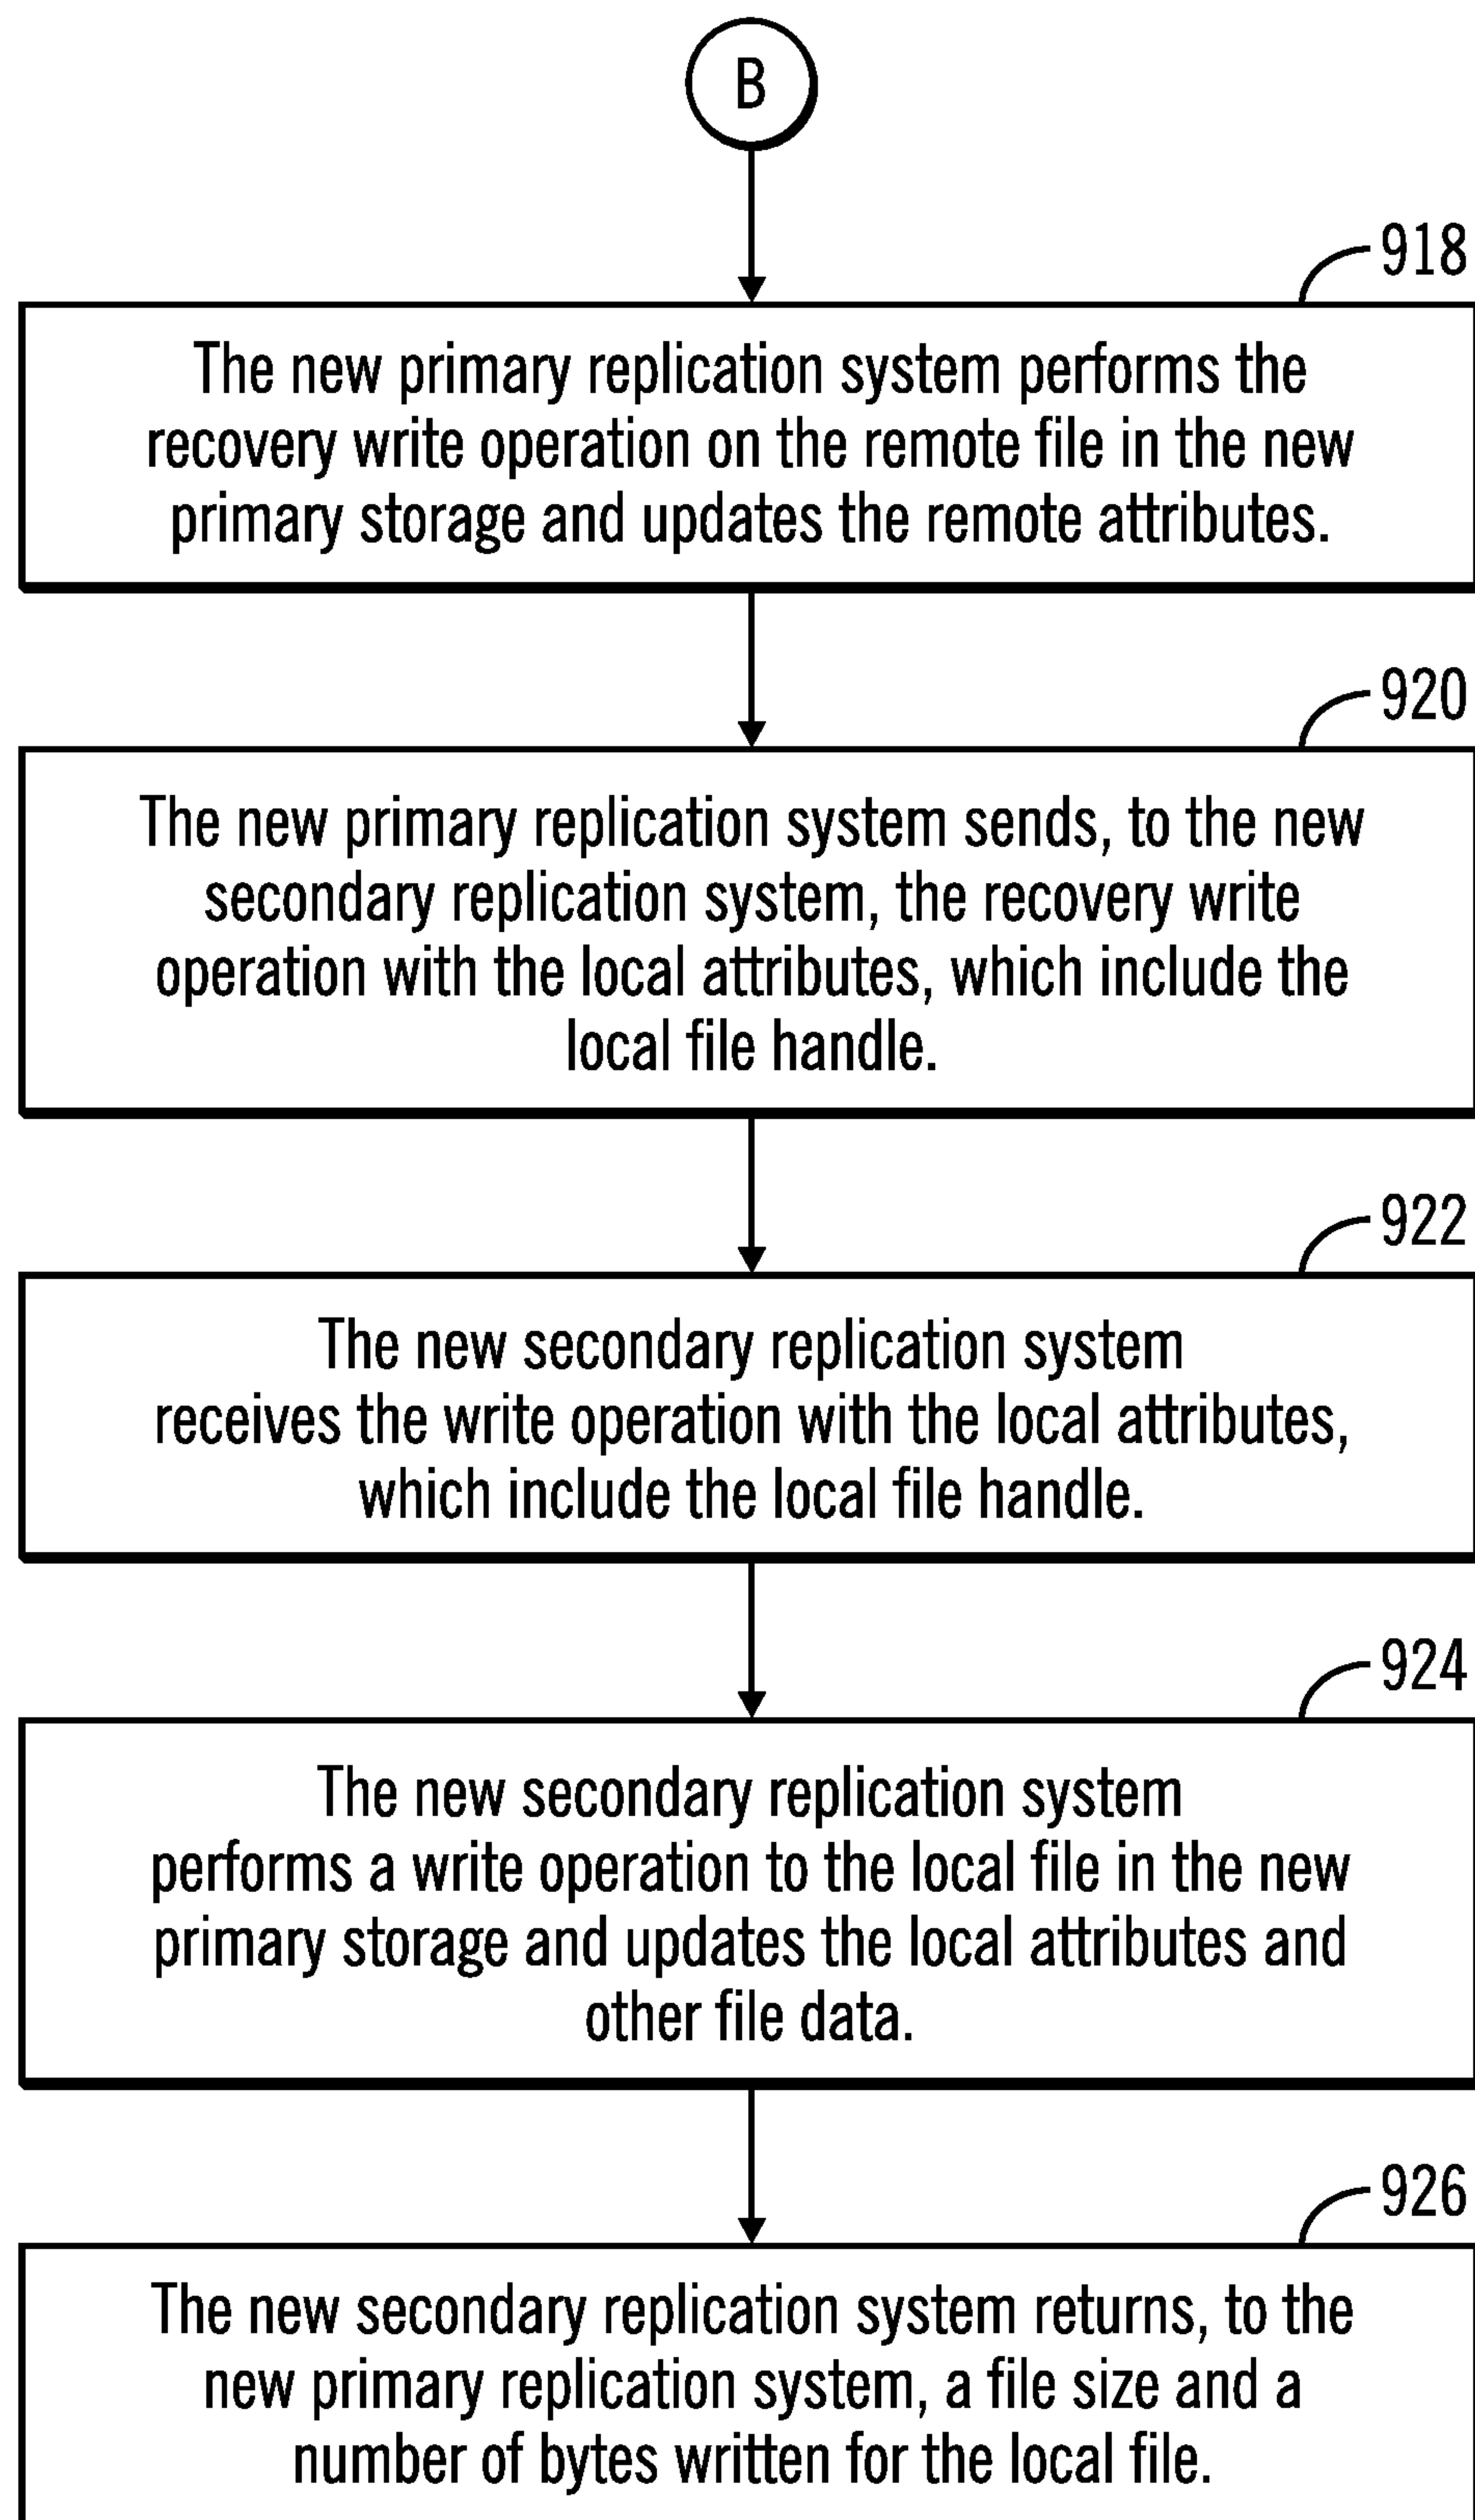 B
918
The new primary replication system performs the
recovery write operation on the remote file in the new
primary storage and updates the remote attributes.
920
The new primary replication system sends, to the new
secondary replication system, the recovery write
operation with the local attributes, which include the
local file handle.
922
The new secondary replication system
receives the write operation with the local attributes,
which include the local file handle.
924
The new secondary replication system
performs a write operation to the local file in the new
primary storage and updates the local attributes and
other file data.
926
The new secondary replication system returns, to the
new primary replication system, a file size and a
number of bytes written for the local file.